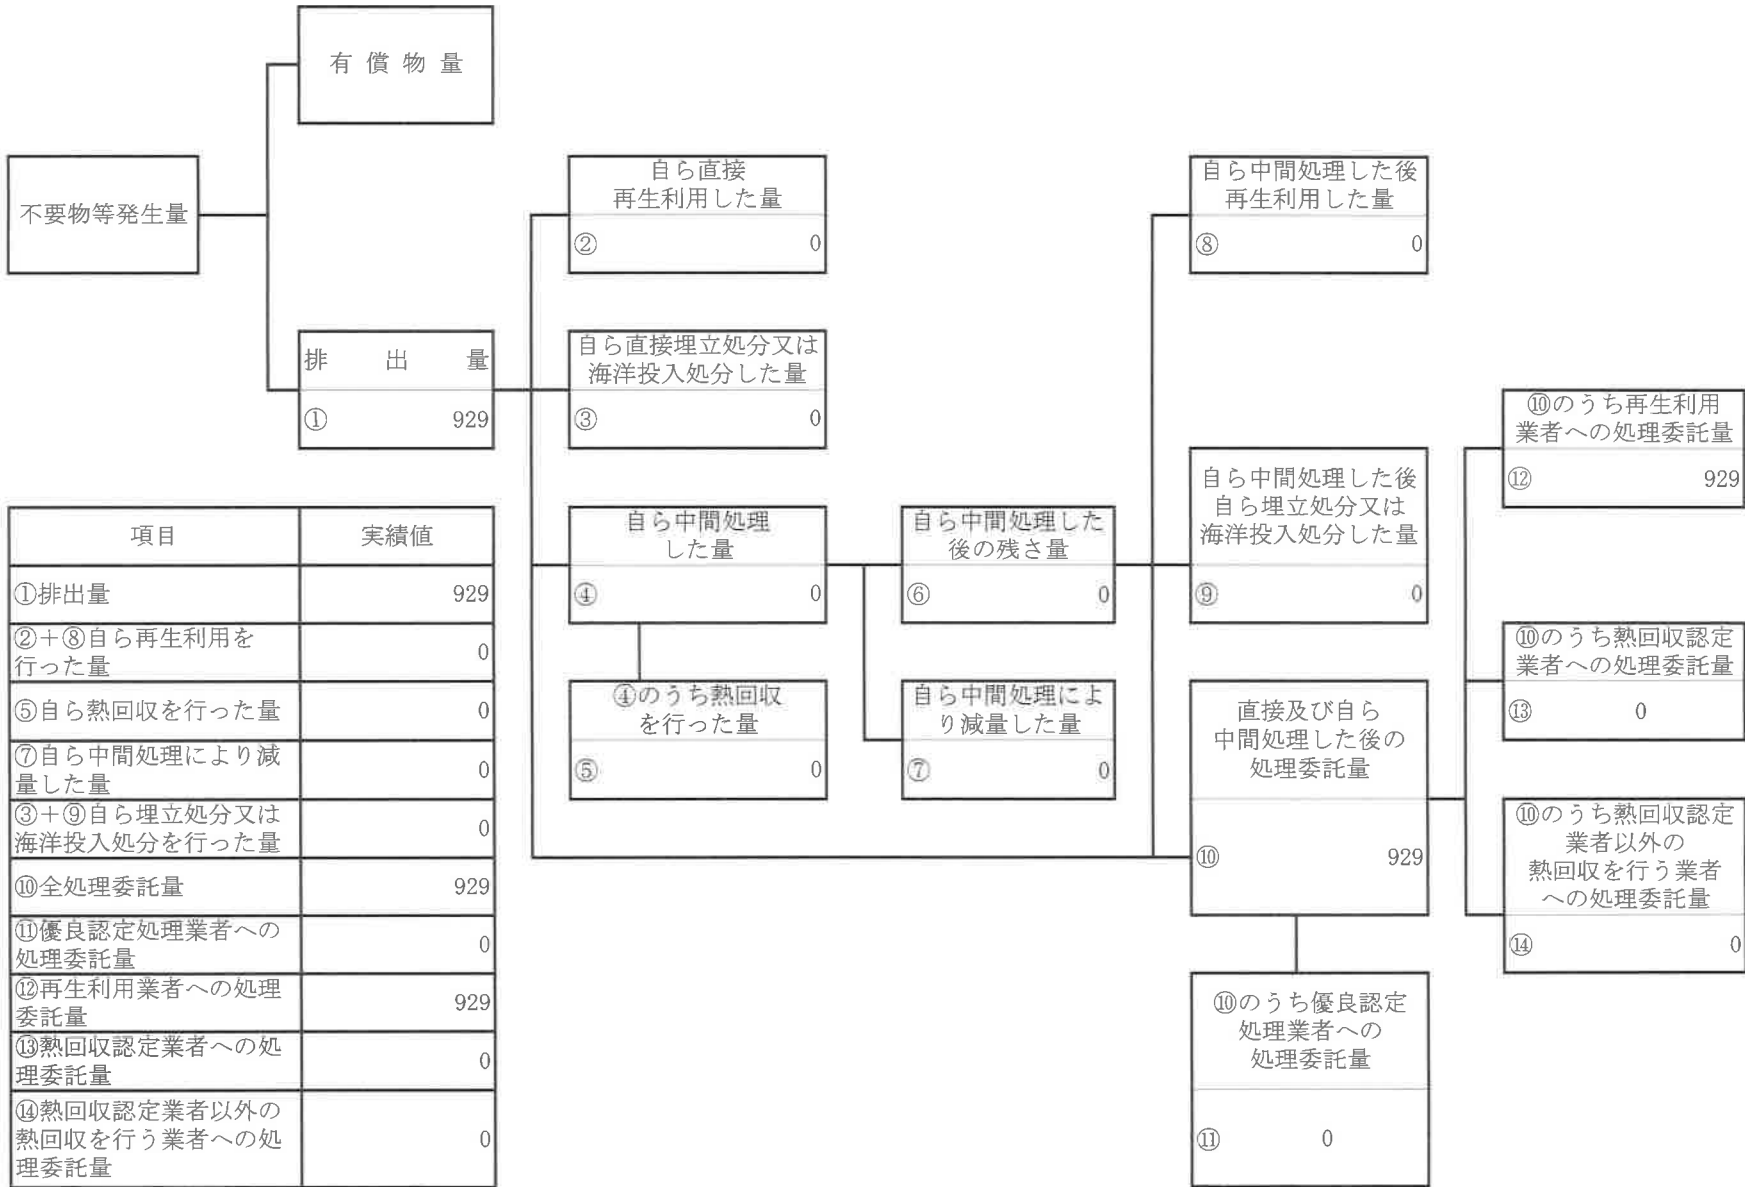 有償物量
不要物等発生量
排出量
① 929
自ら直接
再生利用した量
② 0
自ら直接埋立処分又は
海洋投入処分した量
③ 0
自ら中間処理
した量
④ 0
④のうち熱回収
を行った量
⑤ 0
自ら中間処理した
後の残さ量
⑥ 0
自ら中間処理によ
り減量した量
⑦ 0
自ら中間処理した後
再生利用した量
⑧ 0
自ら中間処理した後
自ら埋立処分又は
海洋投入処分した量
⑨ 0
直接及び自ら
中間処理した後の
処理委託量
⑩ 929
⑩のうち優良認定
処理業者への
処理委託量
⑪ 0
⑩のうち再生利用
業者への処理委託量
⑫ 929
⑩のうち熱回収認定
業者への処理委託量
⑬ 0
⑩のうち熱回収認定
業者以外の
熱回収を行う業者
への処理委託量
⑭ 0
項目 実績値
①排出量 929
②+⑧自ら再生利用を
行った量 0
⑤自ら熱回収を行った量 0
⑦自ら中間処理により減
量した量 0
③+⑨自ら埋立処分又は
海洋投入処分を行った量 0
⑩全処理委託量 929
⑪優良認定処理業者への
処理委託量 0
⑫再生利用業者への処理
委託量 929
⑬熱回収認定業者への処
理委託量 0
⑭熱回収認定業者以外の
熱回収を行う業者への処
理委託量 0